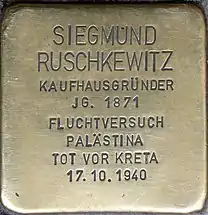 SIEGMUND
RUSCHKEWITZ
KAUFHAUSGRÜNDER
JG. 1871
FLUCHTVERSUCH
PALÄSTINA
TOT VOR KRETA
17.10.1940